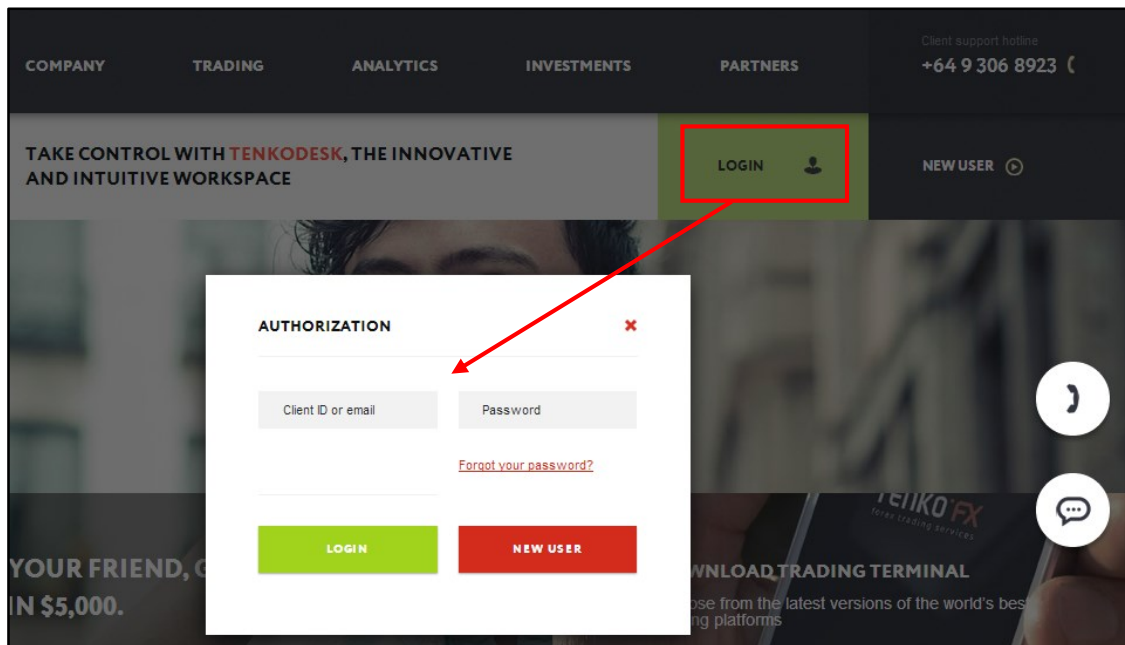 Client support hotline
COMPANY TRADING ANALYTICS INVESTMENTS PARTNERS +64 9 306 8923
TAKE CONTROL WITH TENKODESK, THE INNOVATIVE
AND INTUITIVE WORKSPACE
LOGIN
NEW USER
AUTHORIZATION
Client ID or email
Password
Forgot your password?
LOGIN
NEW USER
TENKO FX
forex trading services
YOUR FRIEND, G
IN $5,000.
WNLOAD TRADING TERMINAL
ose from the latest versions of the world's bes
ng platforms